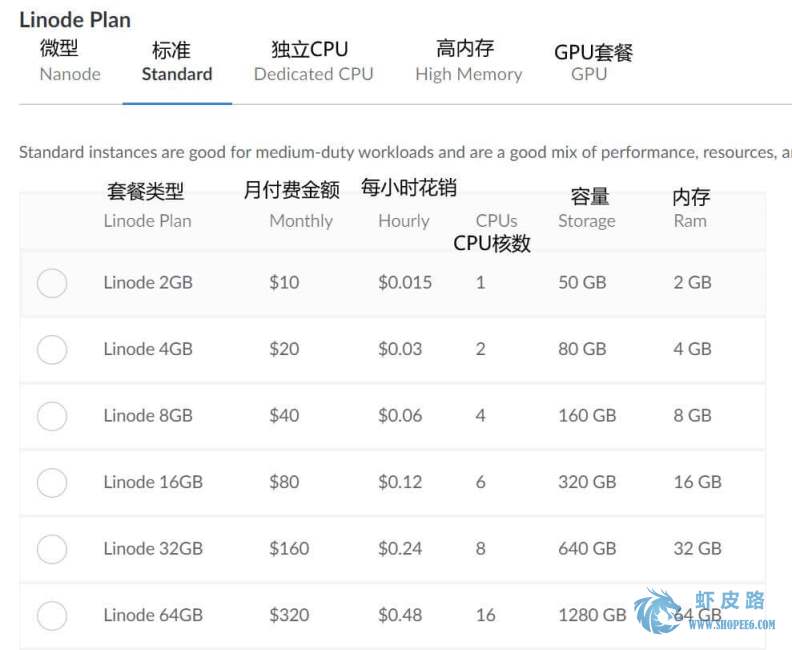 Linode Plan
微型 标准 独立CPU 高内存 GPU套餐
Nanode Standard Dedicated CPU High Memory GPU
Standard instances are good for medium-duty workloads and are a good mix of performance, resources,
套餐类型 月付费金额 每小时花销 容量 内存
Linode Plan Monthly Hourly CPUs Storage Ram
CPU核数
Linode 2GB $10 $0.015 1 50 GB 2 GB
Linode 4GB $20 $0.03 2 80 GB 4 GB
Linode 8GB $40 $0.06 4 160 GB 8 GB
Linode 16GB $80 $0.12 6 320 GB 16 GB
Linode 32GB $160 $0.24 8 640 GB 32 GB
Linode 64GB $320 $0.48 16 1280 GB 64 GB
虾皮路
WWW.SHOPEE6.COM